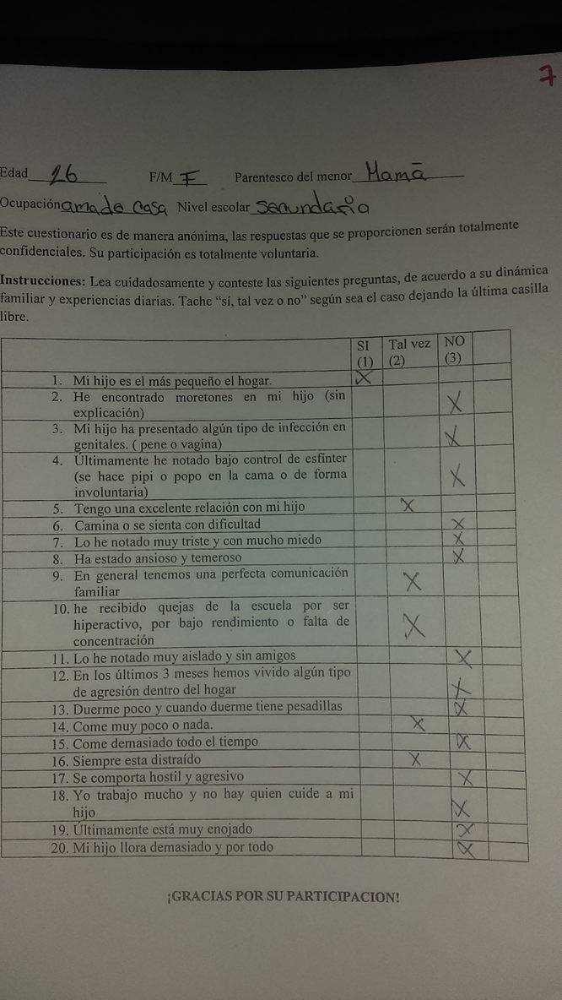 7
Edad 26 F/M F Parentesco del menor Mamá
Ocupación ama de casa Nivel escolar Secundaria
Este cuestionario es de manera anónima, las respuestas que se proporcionen serán totalmente
confidenciales. Su participación es totalmente voluntaria.
Instrucciones: Lea cuidadosamente y conteste las siguientes preguntas, de acuerdo a su dinámica
familiar y experiencias diarias. Tache “sí, tal vez o no” según sea el caso dejando la última casilla
libre.
SI Tal vez NO
(1) (2) (3)
1. Mi hijo es el más pequeño el hogar. X
2. He encontrado moretones en mi hijo (sin X
explicación)
3. Mi hijo ha presentado algún tipo de infección en X
genitales. ( pene o vagina)
4. Últimamente he notado bajo control de esfínter
(se hace pipi o popo en la cama o de forma X
involuntaria)
5. Tengo una excelente relación con mi hijo X
6. Camina o se sienta con dificultad X
7. Lo he notado muy triste y con mucho miedo X
8. Ha estado ansioso y temeroso X
9. En general tenemos una perfecta comunicación X
familiar
10. he recibido quejas de la escuela por ser
hiperactivo, por bajo rendimiento o falta de X
concentración
11. Lo he notado muy aislado y sin amigos X
12. En los últimos 3 meses hemos vivido algún tipo
de agresión dentro del hogar X
13. Duerme poco y cuando duerme tiene pesadillas X
14. Come muy poco o nada. X
15. Come demasiado todo el tiempo X
16. Siempre esta distraído X
17. Se comporta hostil y agresivo X
18. Yo trabajo mucho y no hay quien cuide a mi
hijo X
19. Últimamente está muy enojado X
20. Mi hijo llora demasiado y por todo X
¡GRACIAS POR SU PARTICIPACION!